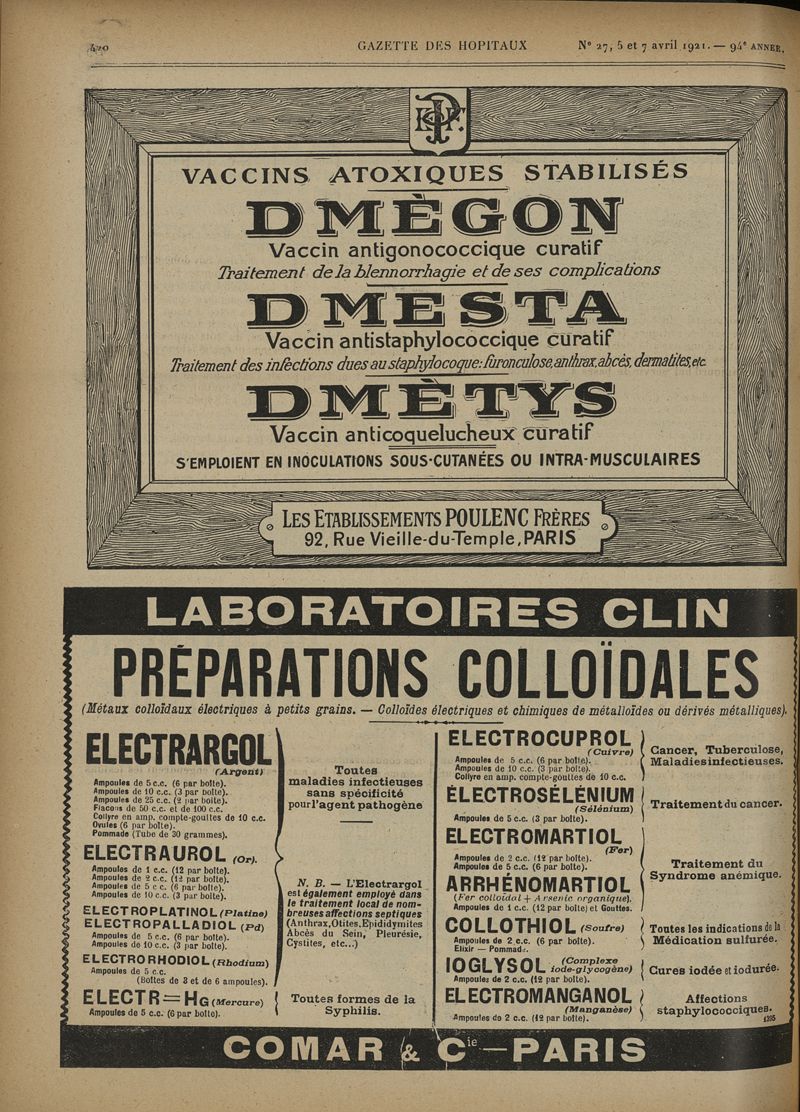 420 GAZETTE DES HOPITAUX N° 27, 5 et 7 avril 1921. — 94e ANNÉE.
VACCINS ATOXIQUES STABILISÉS
DMÈGON
Vaccin antigonococcique curatif
Traitement de la blennorrhagie et de ses complications
DMESTA
Vaccin antistaphylococcique curatif
Traitement des infections dues au staphylocoque: furonculose, anthrax, abcès, dermatites, etc.
DMÈTYS
Vaccin anticoquelucheux curatif
S'EMPLOIENT EN INOCULATIONS SOUS-CUTANÉES OU INTRA-MUSCULAIRES
LES ETABLISSEMENTS POULENC FRÈRES
92, Rue Vieille-du-Temple, PARIS
LABORATOIRES CLIN
PRÉPARATIONS COLLOÏDALES
(Métaux colloïdaux électriques à petits grains. — Colloïdes électriques et chimiques de métalloïdes ou dérivés métalliques).
ELECTRARGOL
(Argent)
Ampoules de 5 c.c. (6 par boîte).
Ampoules de 10 c.c. (3 par boîte).
Ampoules de 25 c.c. (2 par boîte).
Flacons de 50 c.c. et de 100 c.c.
Collyre en amp. compte-gouttes de 10 c.c.
Ovules (6 par boîte).
Pommade (Tube de 30 grammes).
ELECTRAUROL (Or).
Ampoules de 1 c.c. (12 par boîte).
Ampoules de 2 c.c. (12 par boîte).
Ampoules de 5 c.c. (6 par boîte).
Ampoules de 10 c.c. (3 par boîte).
ELECTROPLATINOL (Platine)
ELECTROPALLADIOL (Pd)
Ampoules de 5 c.c. (6 par boîte).
Ampoules de 10 c.c. (3 par boîte).
ELECTRORHODIOL (Rhodium)
Ampoules de 5 c.c.
(Boîtes de 3 et de 6 ampoules).
Toutes
maladies infectieuses
sans spécificité
pour l'agent pathogène
N. B. — L'Electrargol
est également employé dans
le traitement local de nom-
breuses affections septiques
(Anthrax, Otites, Epididymites
Abcès du Sein, Pleurésie,
Cystites, etc...)
ELECTR=Hg (Mercure)
Ampoules de 5 c.c. (6 par boîte).
Toutes formes de la
Syphilis.
ELECTROCUPROL
(Cuivre)
Ampoules de 5 c.c. (6 par boîte).
Ampoules de 10 c.c. (3 par boîte).
Collyre en amp. compte-gouttes de 10 c.c.
Cancer, Tuberculose,
Maladies infectieuses.
ÉLECTROSÉLÉNIUM
(Sélénium)
Ampoules de 5 c.c. (3 par boîte).
Traitement du cancer.
ELECTROMARTIOL
(Fer)
Ampoules de 2 c.c. (12 par boîte).
Ampoules de 5 c.c. (6 par boîte).
ARRHÉNOMARTIOL
(Fer colloïdal + Arsenic organique).
Ampoules de 1 c.c. (12 par boîte) et Gouttes.
Traitement du
Syndrome anémique.
COLLOTHIOL (Soufre)
Ampoules de 2 c.c. (6 par boîte).
Elixir — Pommade.
Toutes les indications de la
Médication sulfurée.
IOGLYSOL (Complexe
iodo-glycogène)
Ampoules de 2 c.c. (12 par boîte).
Cures iodée et iodurée.
ELECTROMANGANOL
(Manganèse)
Ampoules de 2 c.c. (12 par boîte).
Affections
staphylococciques.
1395
COMAR & Cie — PARIS